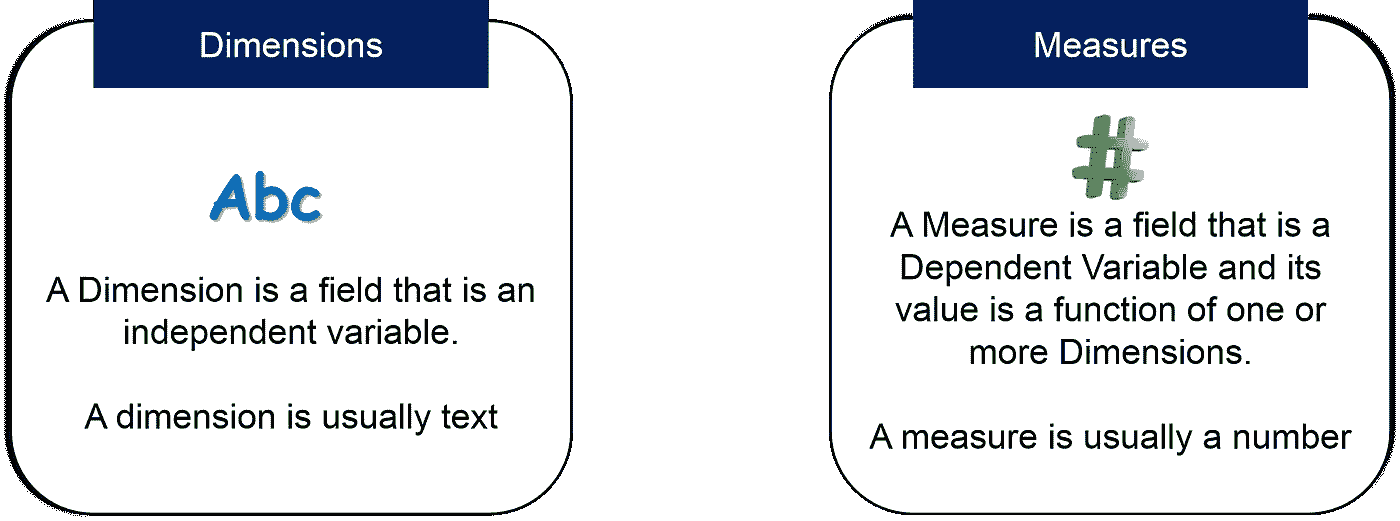 Dimensions
Abc
A Dimension is a field that is an
independent variable.
A dimension is usually text
Measures
#
A Measure is a field that is a
Dependent Variable and its
value is a function of one or
more Dimensions.
A measure is usually a number